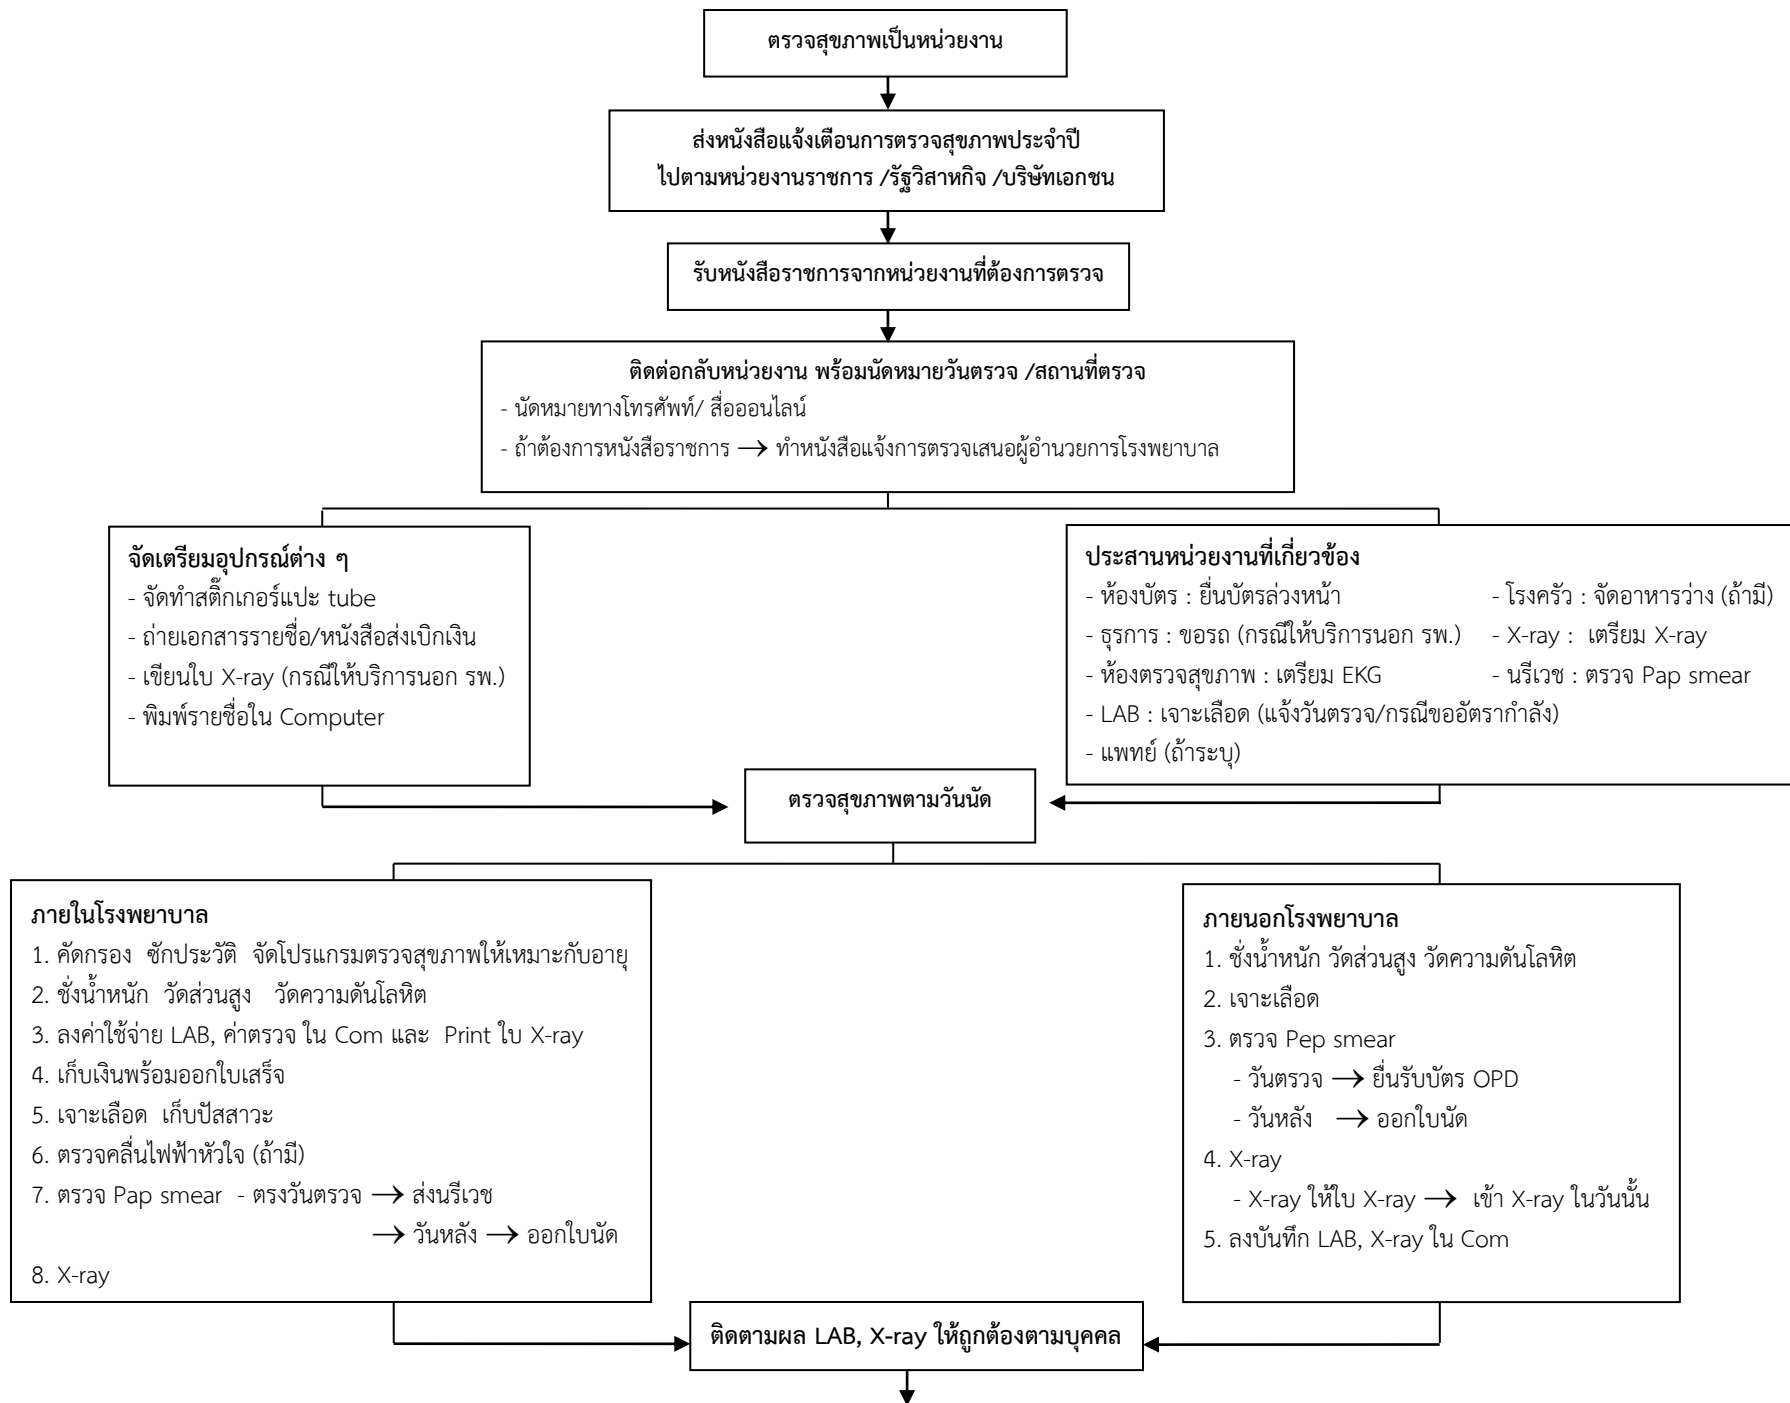 ตรวจสุขภาพเป็นหน่วยงาน
ส่งหนังสือแจ้งเตือนการตรวจสุขภาพประจำปี
ไปตามหน่วยงานราชการ /รัฐวิสาหกิจ /บริษัทเอกชน
รับหนังสือราชการจากหน่วยงานที่ต้องการตรวจ
ติดต่อกลับหน่วยงาน พร้อมนัดหมายวันตรวจ /สถานที่ตรวจ
- นัดหมายทางโทรศัพท์/ สื่อออนไลน์
- ถ้าต้องการหนังสือราชการ → ทำหนังสือแจ้งการตรวจเสนอผู้อำนวยการโรงพยาบาล
จัดเตรียมอุปกรณ์ต่าง ๆ
- จัดทำสติ๊กเกอร์แปะ tube
- ถ่ายเอกสารรายชื่อ/หนังสือส่งเบิกเงิน
- เขียนใบ X-ray (กรณีให้บริการนอก รพ.)
- พิมพ์รายชื่อใน Computer
ประสานหน่วยงานที่เกี่ยวข้อง
- ห้องบัตร : ยื่นบัตรล่วงหน้า - โรงครัว : จัดอาหารว่าง (ถ้ามี)
- ธุรการ : ขอรถ (กรณีให้บริการนอก รพ.) - X-ray : เตรียม X-ray
- ห้องตรวจสุขภาพ : เตรียม EKG - นรีเวช : ตรวจ Pap smear
- LAB : เจาะเลือด (แจ้งวันตรวจ/กรณีขออัตรากำลัง)
- แพทย์ (ถ้าระบุ)
ตรวจสุขภาพตามวันนัด
ภายในโรงพยาบาล
1. คัดกรอง ซักประวัติ จัดโปรแกรมตรวจสุขภาพให้เหมาะกับอายุ
2. ชั่งน้ำหนัก วัดส่วนสูง วัดความดันโลหิต
3. ลงค่าใช้จ่าย LAB, ค่าตรวจ ใน Com และ Print ใบ X-ray
4. เก็บเงินพร้อมออกใบเสร็จ
5. เจาะเลือด เก็บปัสสาวะ
6. ตรวจคลื่นไฟฟ้าหัวใจ (ถ้ามี)
7. ตรวจ Pap smear - ตรงวันตรวจ → ส่งนรีเวช
→ วันหลัง → ออกใบนัด
8. X-ray
ภายนอกโรงพยาบาล
1. ชั่งน้ำหนัก วัดส่วนสูง วัดความดันโลหิต
2. เจาะเลือด
3. ตรวจ Pep smear
- วันตรวจ → ยื่นรับบัตร OPD
- วันหลัง → ออกใบนัด
4. X-ray
- X-ray ให้ใบ X-ray → เข้า X-ray ในวันนั้น
5. ลงบันทึก LAB, X-ray ใน Com
ติดตามผล LAB, X-ray ให้ถูกต้องตามบุคคล